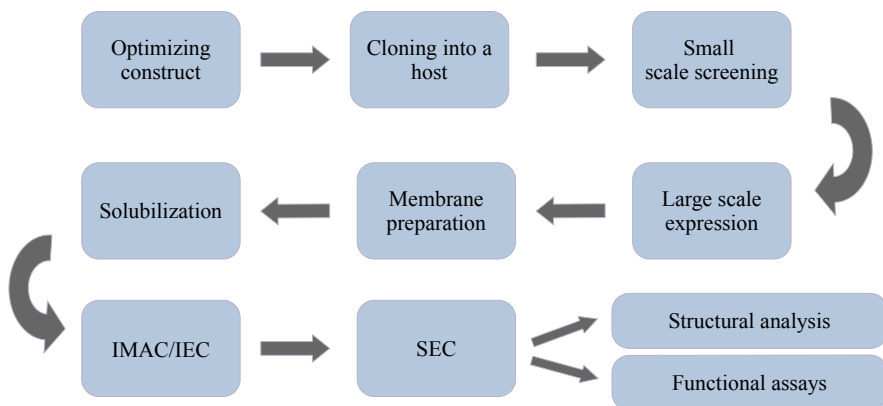 Optimizing
construct
Cloning into a
host
Small
scale screening
Large scale
expression
Membrane
preparation
Solubilization
IMAC/IEC
SEC
Structural analysis
Functional assays